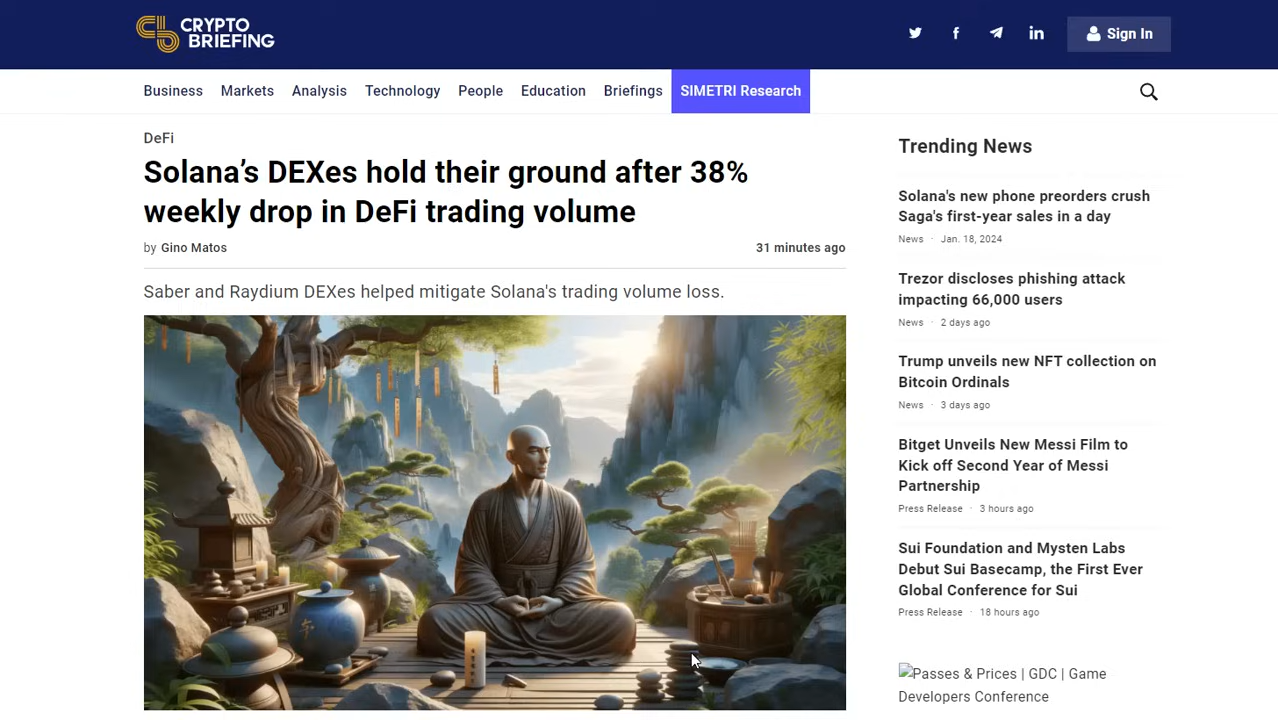 CRYPTO
BRIEFING
Sign In
Business Markets Analysis Technology People Education Briefings SIMETRI Research
DeFi
Solana’s DEXes hold their ground after 38%
weekly drop in DeFi trading volume
by Gino Matos 31 minutes ago
Saber and Raydium DEXes helped mitigate Solana's trading volume loss.
Trending News
Solana's new phone preorders crush
Saga's first-year sales in a day
News · Jan. 18, 2024
Trezor discloses phishing attack
impacting 66,000 users
News · 2 days ago
Trump unveils new NFT collection on
Bitcoin Ordinals
News · 3 days ago
Bitget Unveils New Messi Film to
Kick off Second Year of Messi
Partnership
Press Release · 3 hours ago
Sui Foundation and Mysten Labs
Debut Sui Basecamp, the First Ever
Global Conference for Sui
Press Release · 18 hours ago
Passes & Prices | GDC | Game
Developers Conference